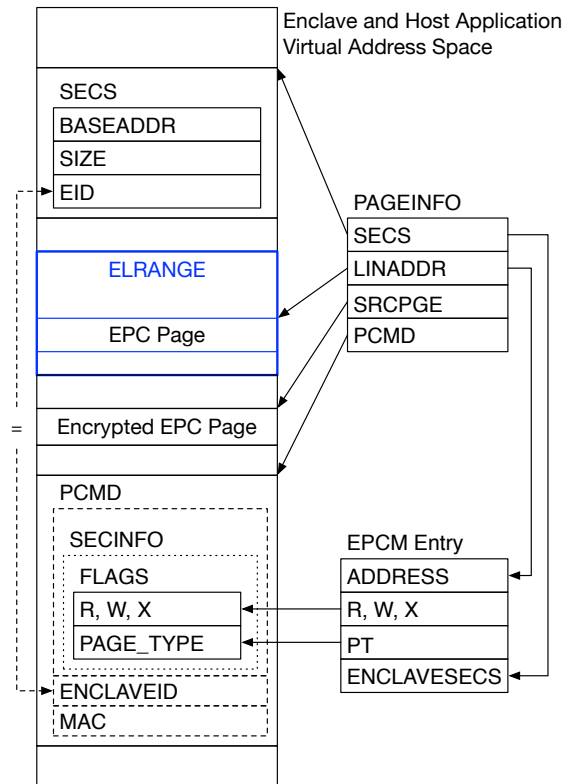 Enclave and Host Application
Virtual Address Space
SECS
BASEADDR
SIZE
EID
PAGEINFO
SECS
LINADDR
SRCPGE
PCMD
ELRANGE
EPC Page
=
Encrypted EPC Page
PCMD
SECINFO
FLAGS
R, W, X
PAGE_TYPE
ENCLAVEID
MAC
EPCM Entry
ADDRESS
R, W, X
PT
ENCLAVESECS